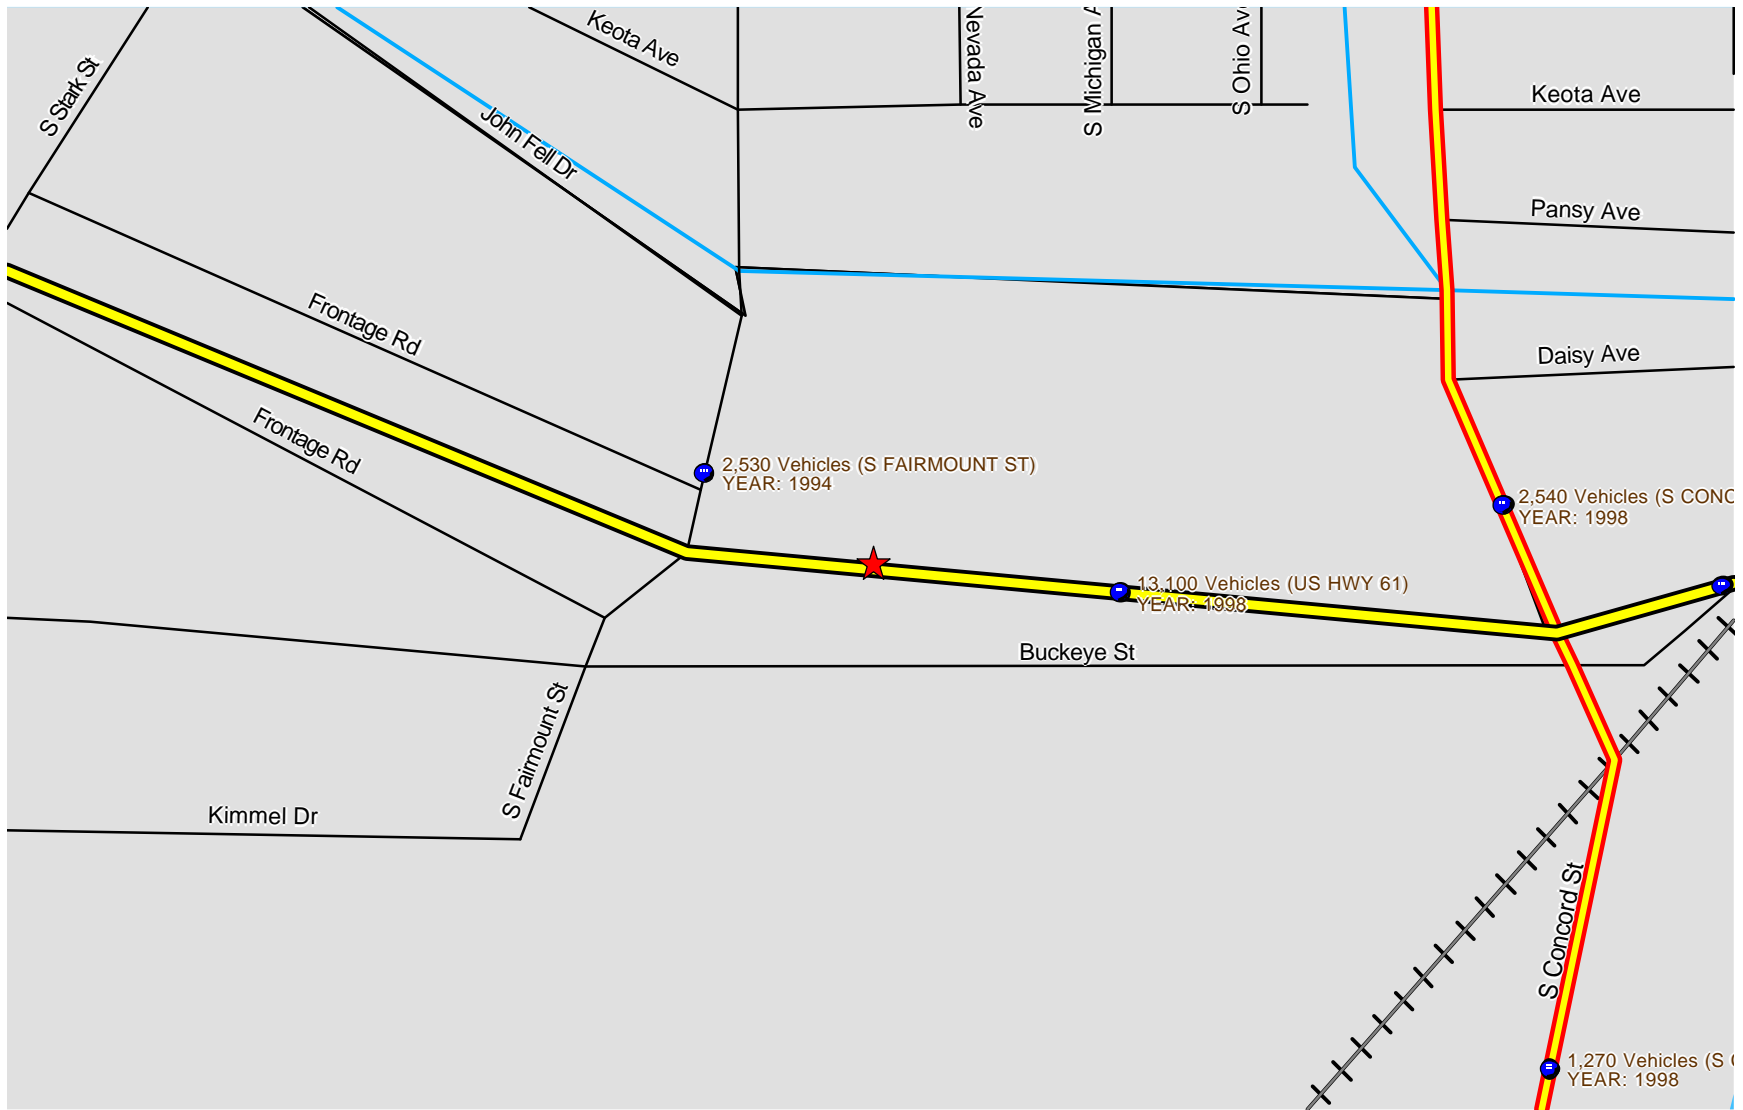 Keota Ave
Nevada Ave
S Michigan A
S Ohio Ave
S Stark St
Keota Ave
John Fell Dr
Pansy Ave
Frontage Rd
Daisy Ave
Frontage Rd
2,530 Vehicles (S FAIRMOUNT ST)
YEAR: 1994
2,540 Vehicles (S CONC
YEAR: 1998
13,100 Vehicles (US HWY 61)
YEAR: 1998
Buckeye St
S Fairmount St
Kimmel Dr
S Concord St
1,270 Vehicles (S C
YEAR: 1998